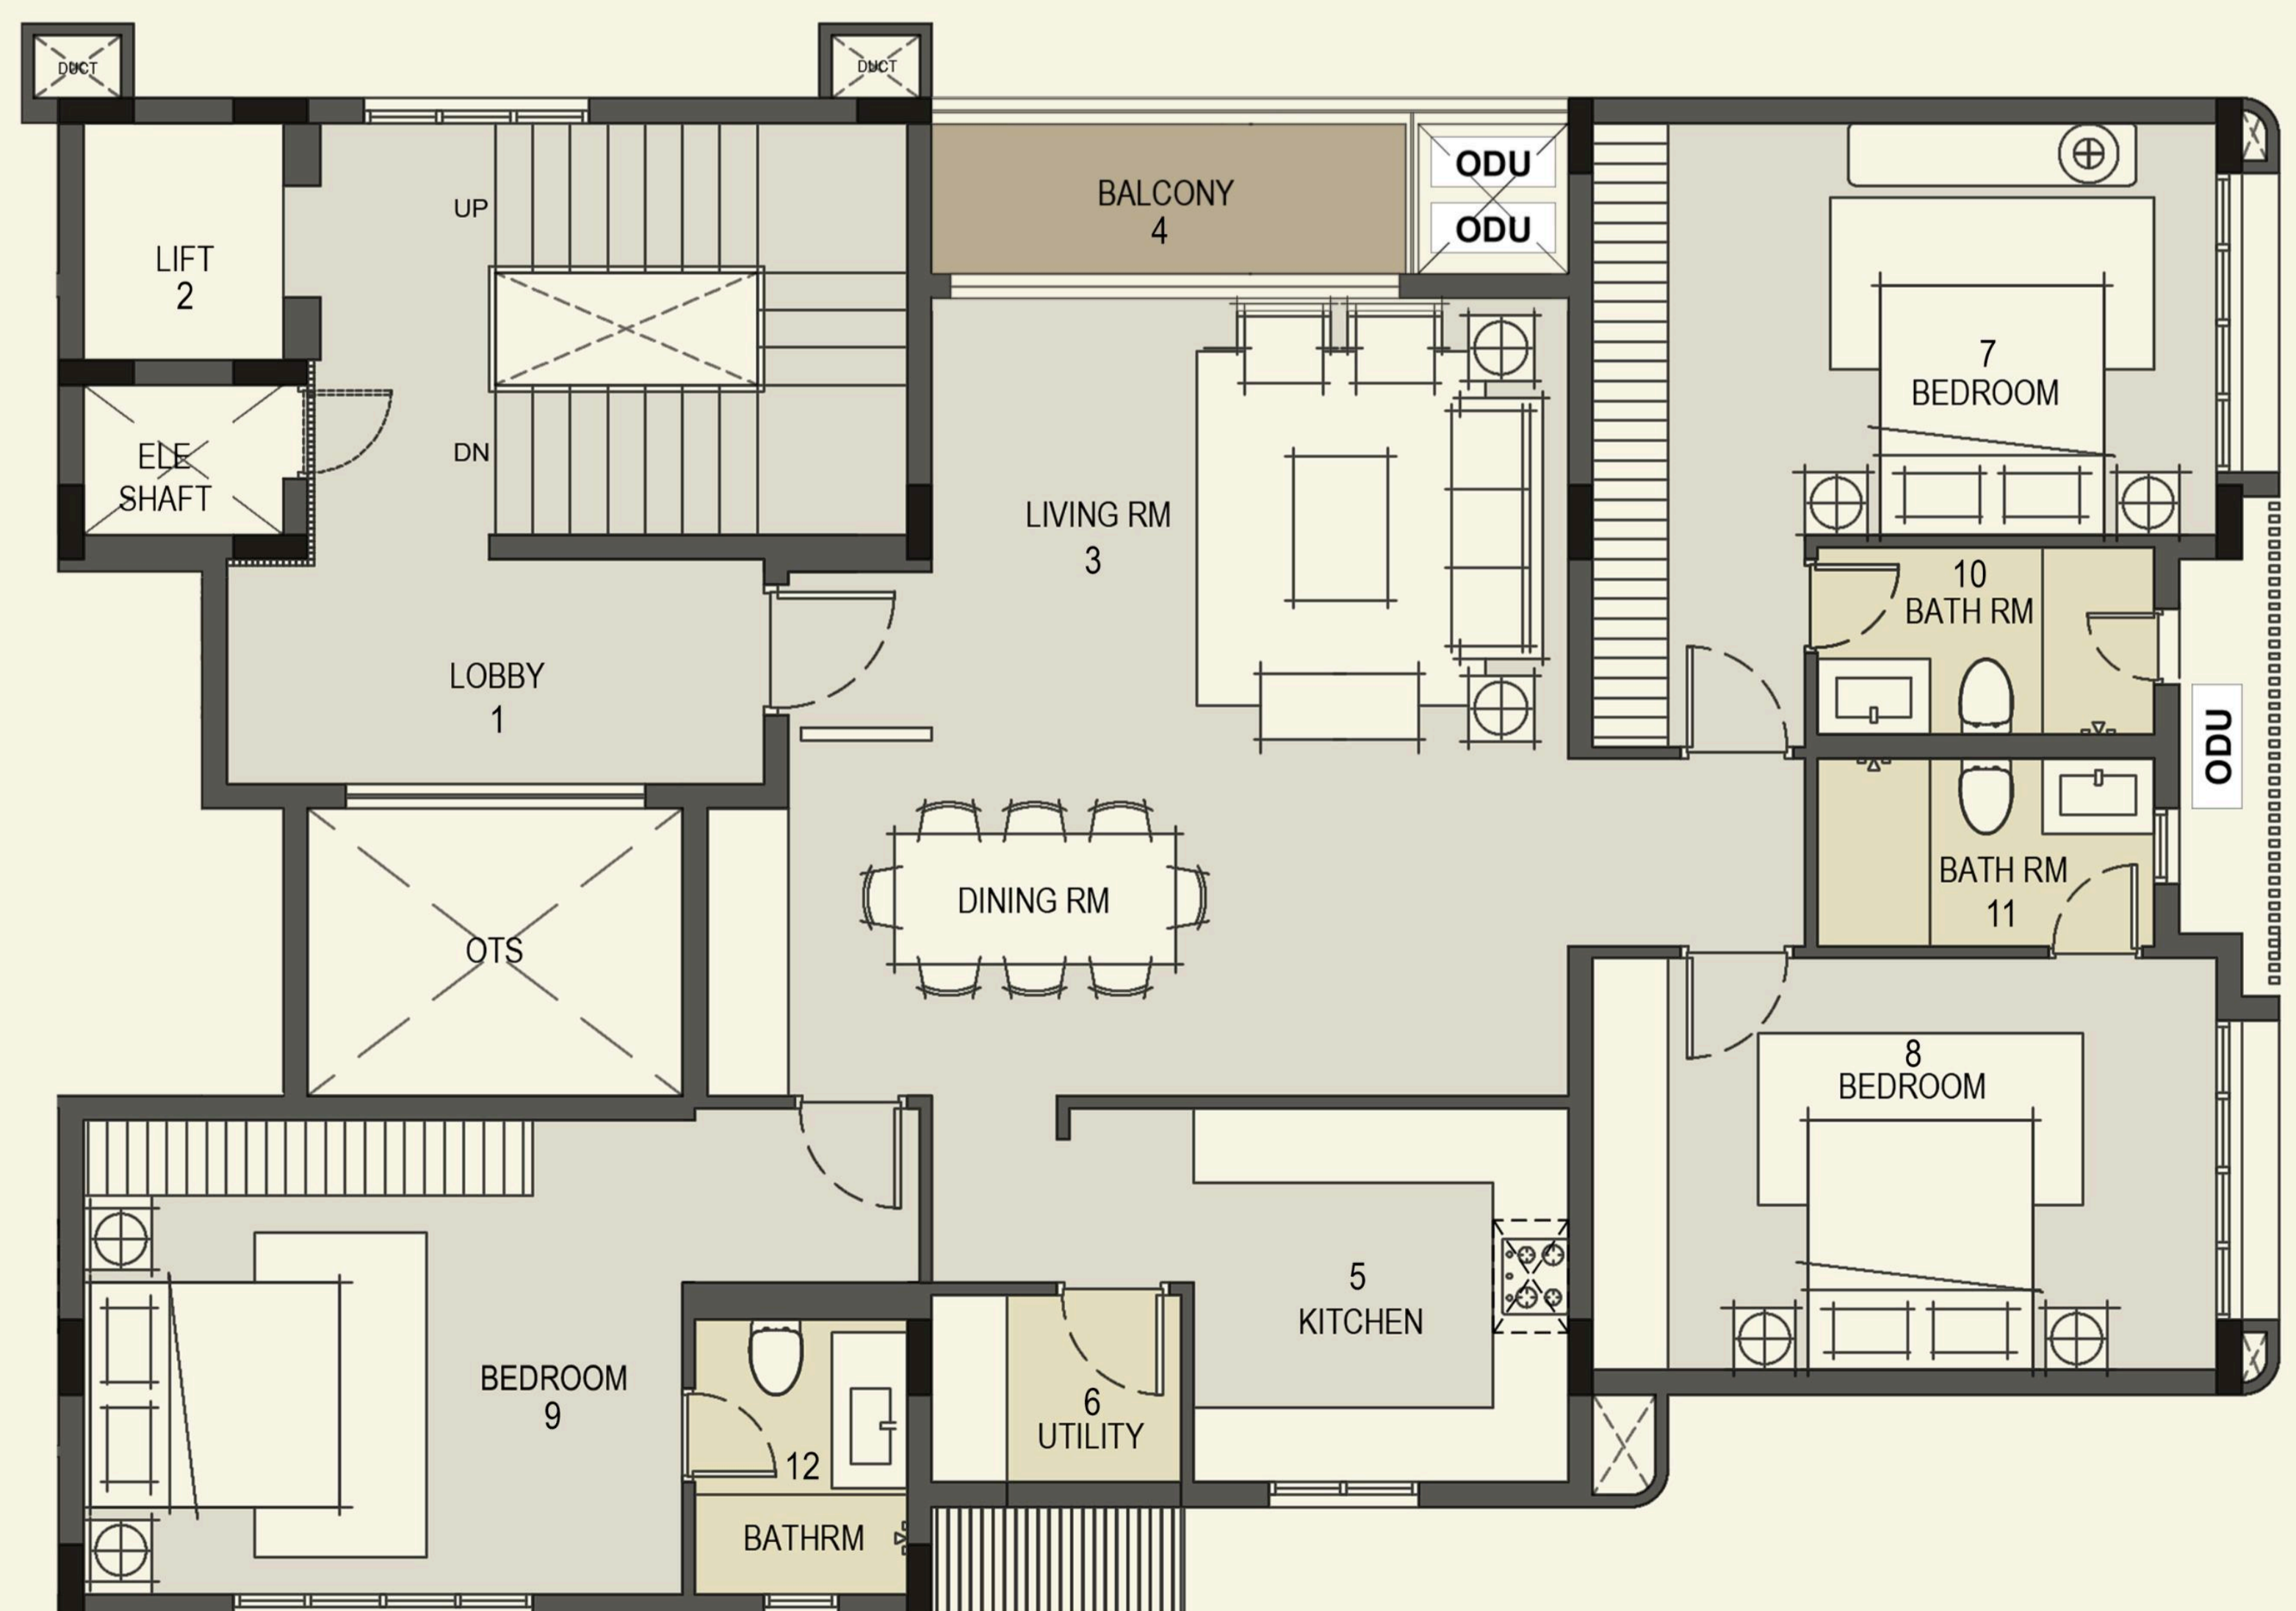 DUCT
DUCT
UP
LIFT
2
BALCONY
4
ODU
ODU
7
BEDROOM
ELE
SHAFT
DN
LIVING RM
3
10
BATH RM
LOBBY
1
ODU
DINING RM
BATH RM
11
OTS
8
BEDROOM
5
KITCHEN
BEDROOM
9
6
UTILITY
12
BATHRM